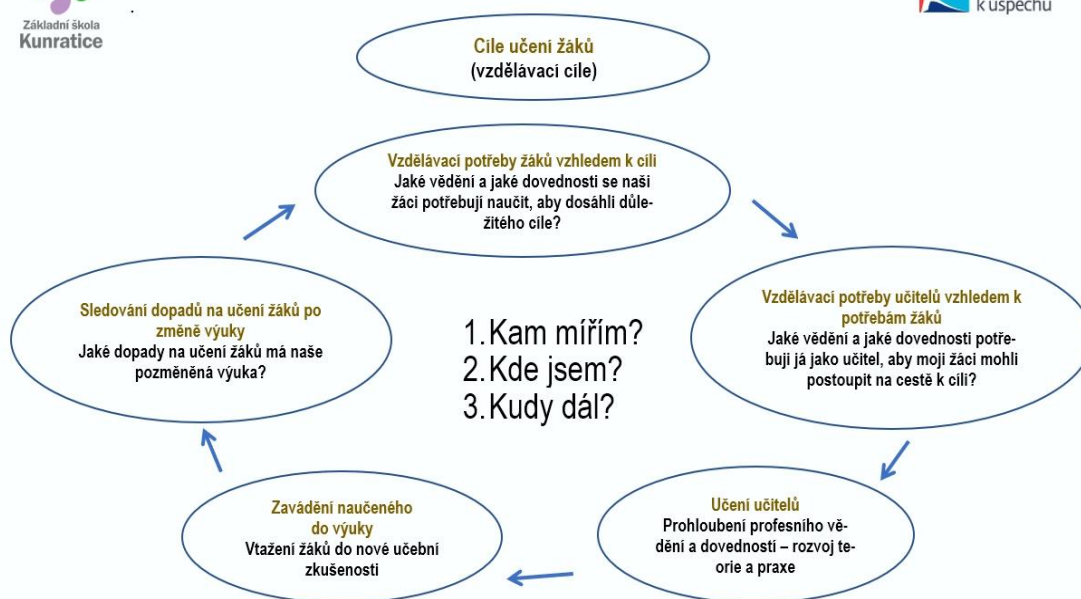 Základní škola
Kunratice
k úspěchu
Cíle učení žáků
(vzdělávací cíle)
Vzdělávací potřeby žáků vzhledem k cíli
Jaké vědění a jaké dovednosti se naši
žáci potřebují naučit, aby dosáhli důle-
žitého cíle?
Vzdělávací potřeby učitelů vzhledem k
potřebám žáků
Jaké vědění a jaké dovednosti potře-
buji já jako učitel, aby moji žáci mohli
postoupit na cestě k cíli?
Učení učitelů
Prohloubení profesního vě-
dění a dovedností – rozvoj te-
orie a praxe
Zavádění naučeného
do výuky
Vtažení žáků do nové učební
zkušenosti
Sledování dopadů na učení žáků po
změně výuky
Jaké dopady na učení žáků má naše
pozměněná výuka?
1. Kam mířím?
2. Kde jsem?
3. Kudy dál?